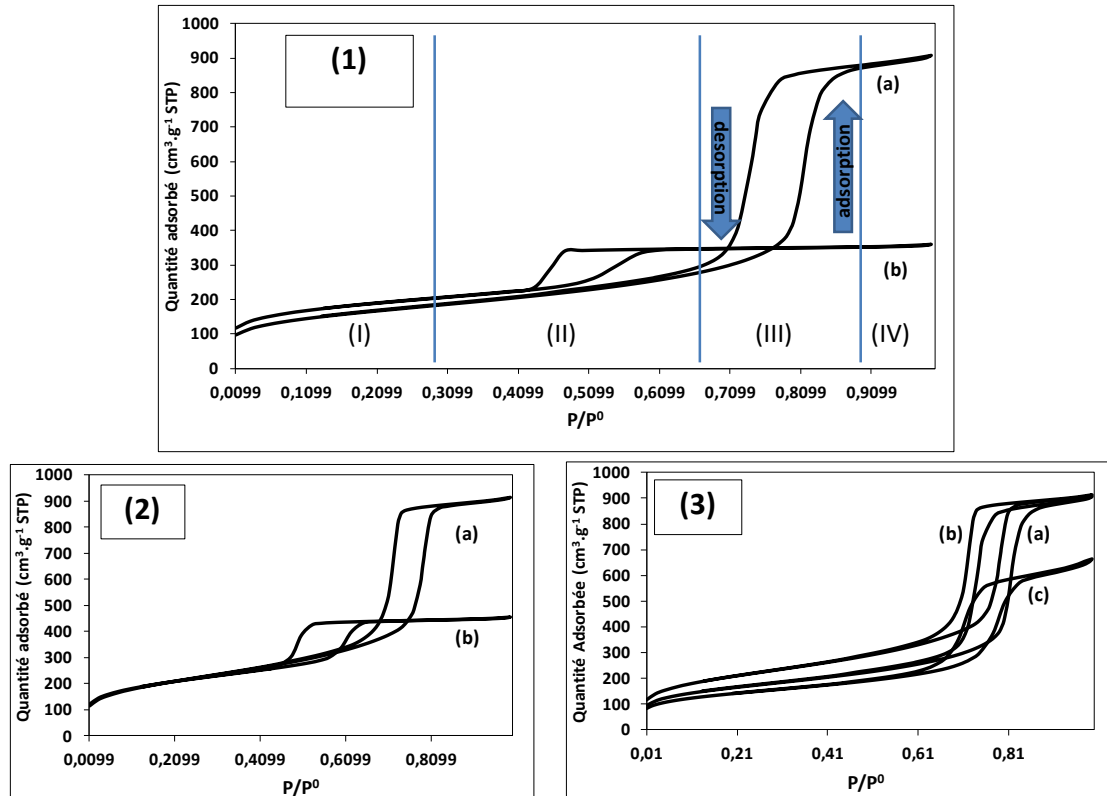 (1)
Quantité adsorbé (cm³·g⁻¹ STP)
1000
900
800
700
600
500
400
300
200
100
0
(a)
désorption
adsorption
(b)
(I)
(II)
(III)
(IV)
0,0099 0,1099 0,2099 0,3099 0,4099 0,5099 0,6099 0,7099 0,8099 0,9099
P/P⁰
(2)
Quantité adsorbé (cm³·g⁻¹ STP)
1000
900
800
700
600
500
400
300
200
100
0
(a)
(b)
0,0099 0,2099 0,4099 0,6099 0,8099
P/P⁰
(3)
Quantité Adsorbée (cm³·g⁻¹ STP)
1000
900
800
700
600
500
400
300
200
100
0
(b)
(a)
(c)
0,01 0,21 0,41 0,61 0,81
P/P⁰